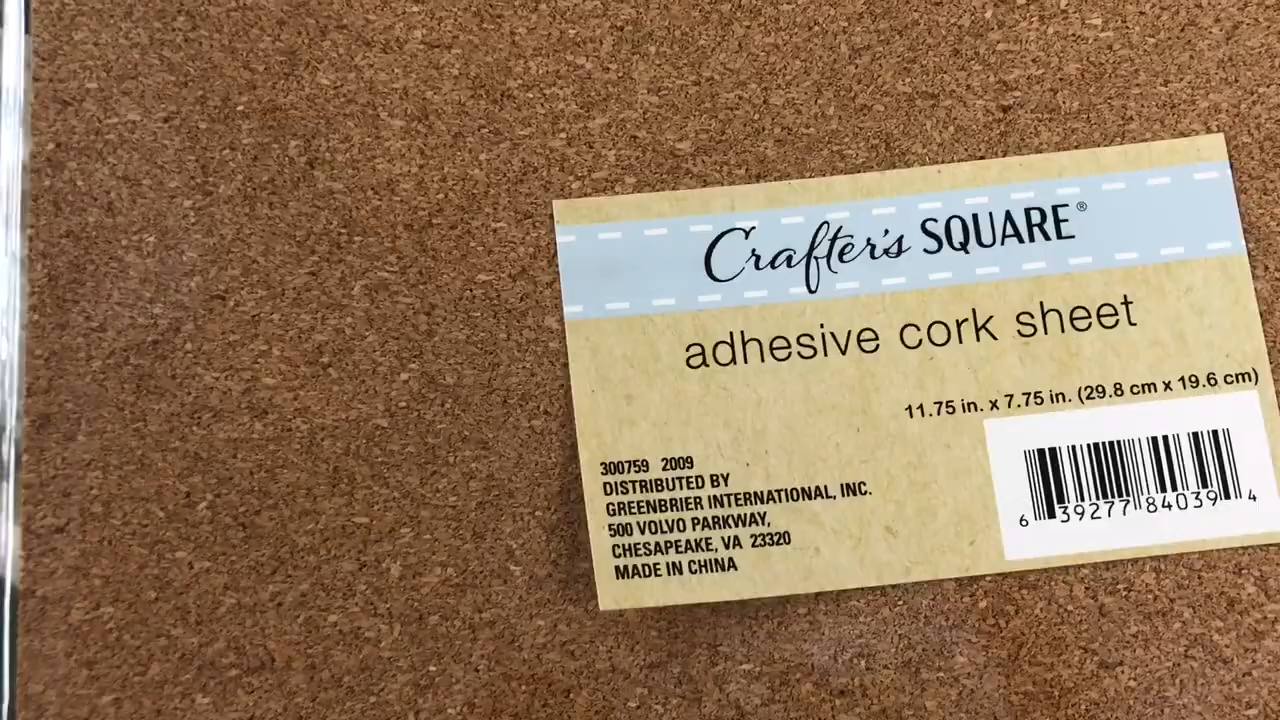 Crafter's SQUARE®
adhesive cork sheet
11.75 in. x 7.75 in. (29.8 cm x 19.6 cm)
300759 2009
DISTRIBUTED BY
GREENBRIER INTERNATIONAL, INC.
500 VOLVO PARKWAY,
CHESAPEAKE, VA 23320
MADE IN CHINA
6 39277 84039 4